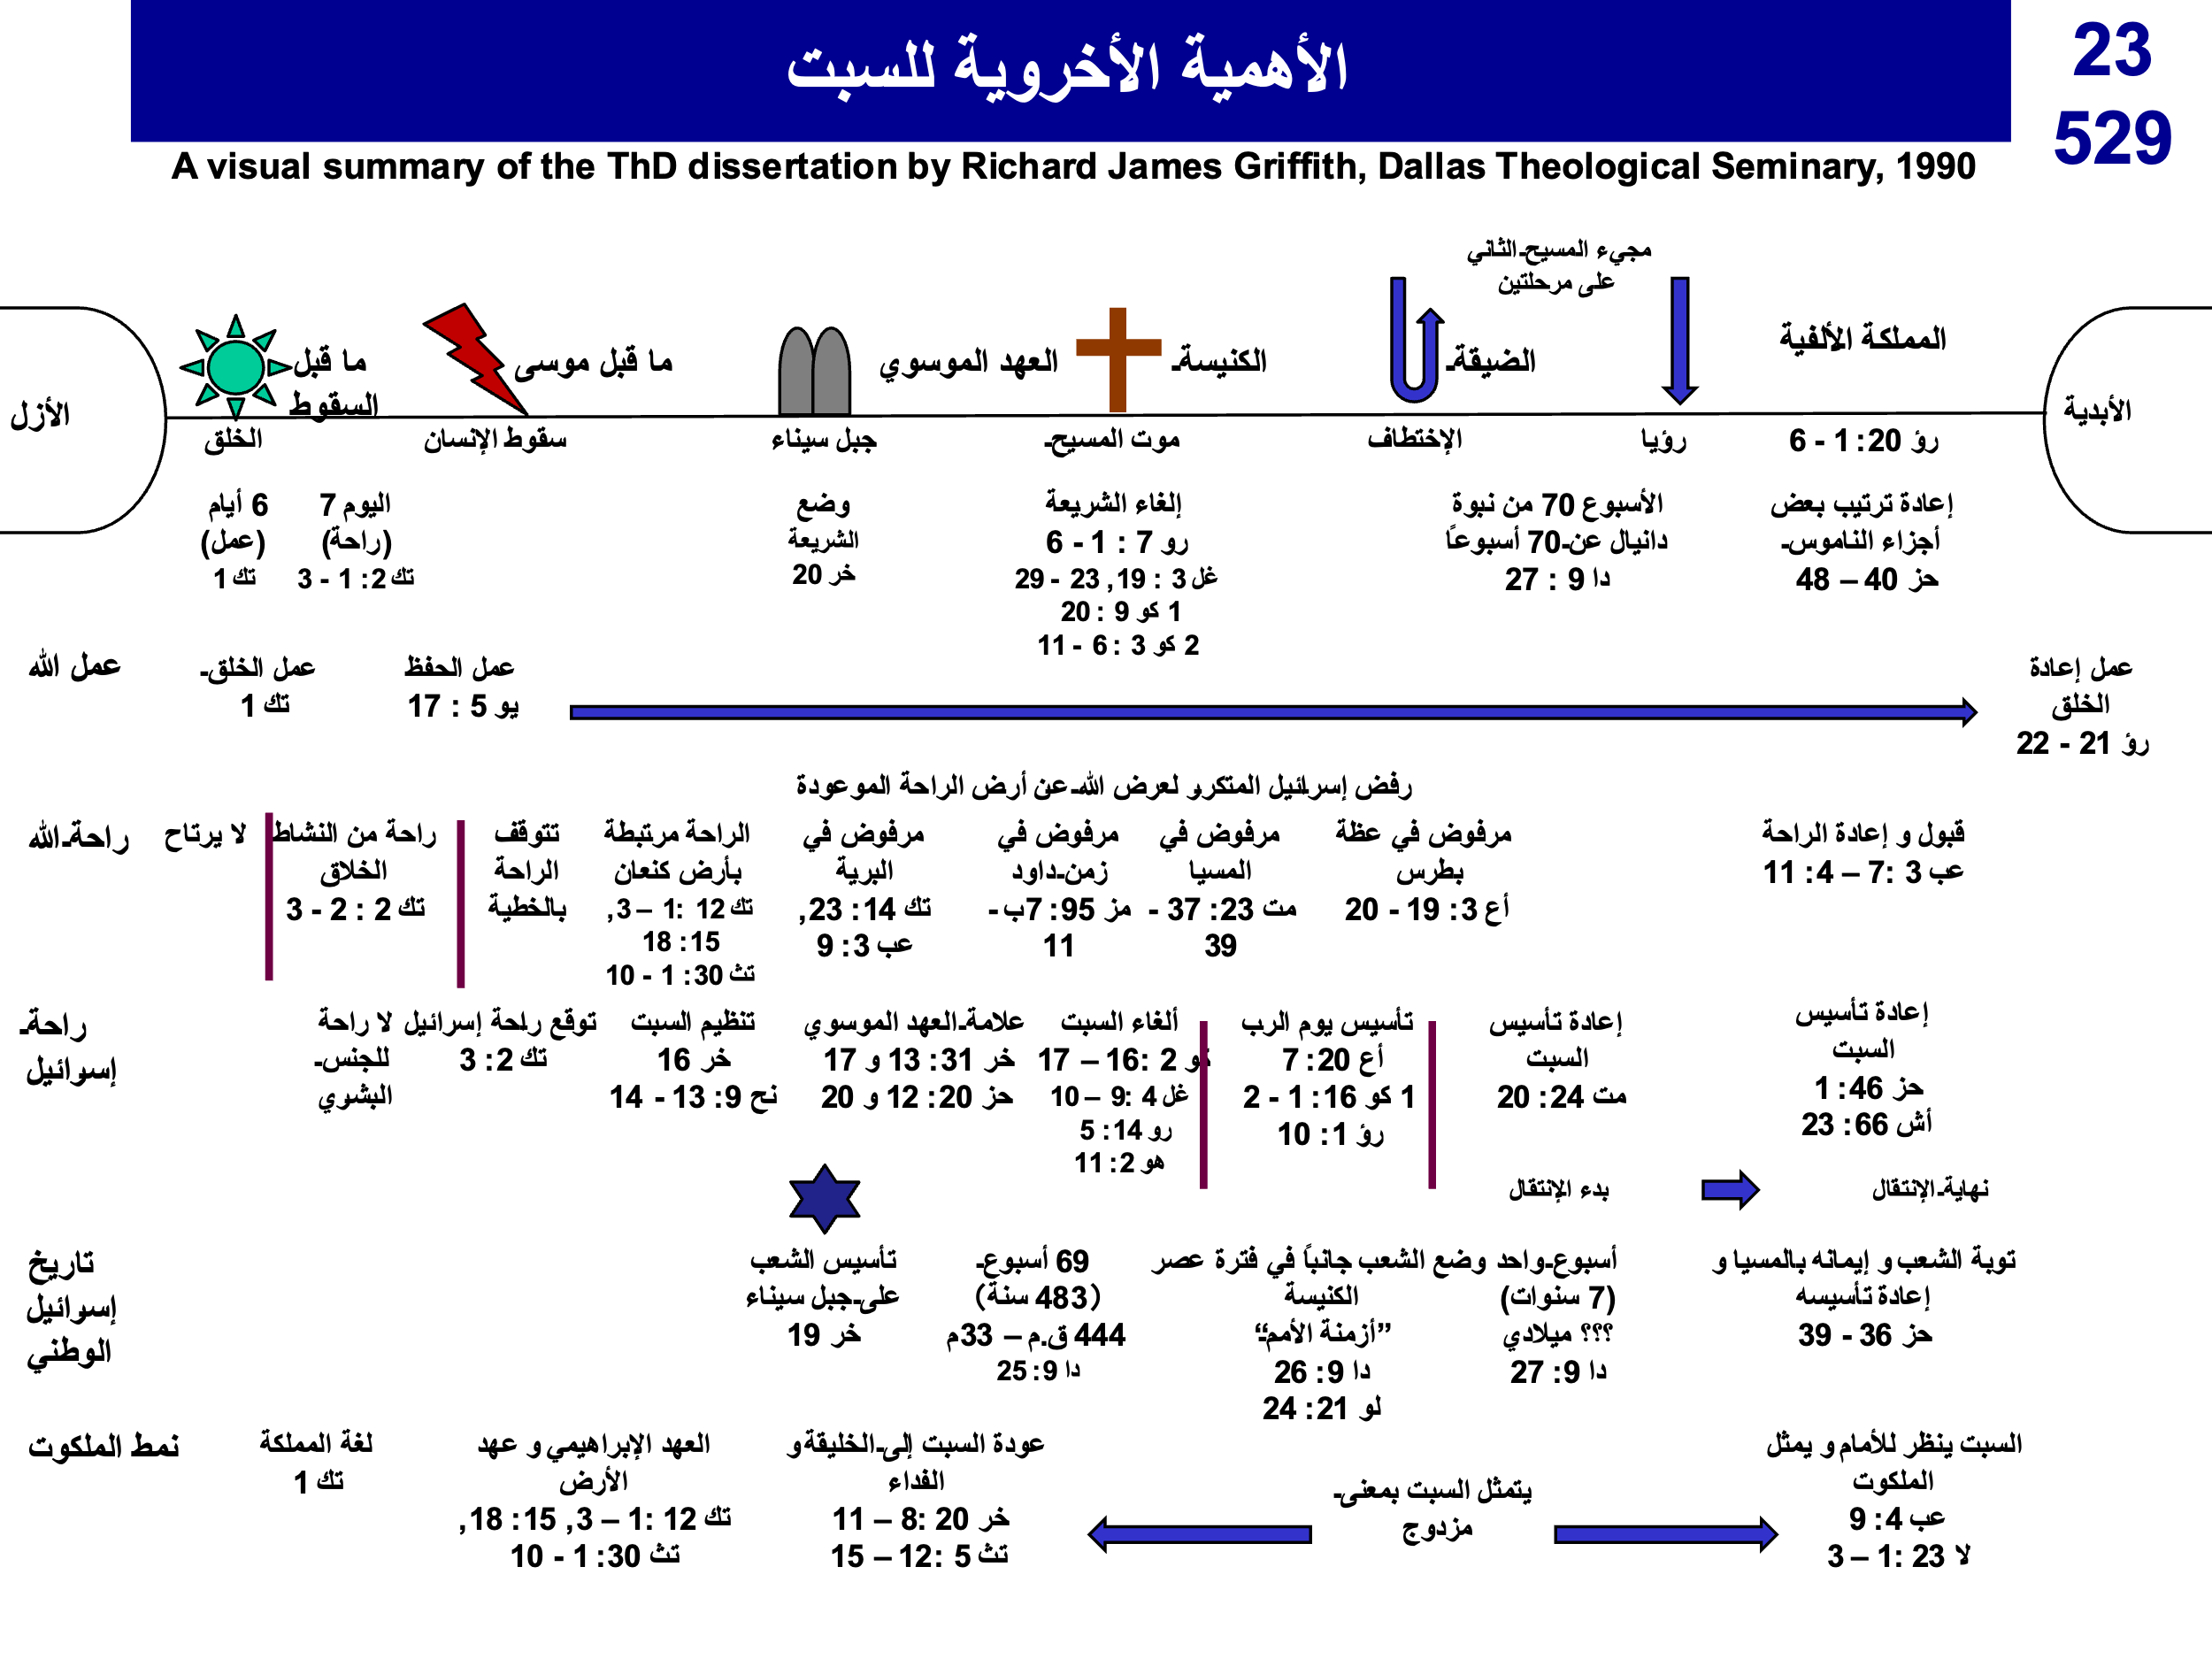 الأهمية الأخروية للسبت
23
529
A visual summary of the ThD dissertation by Richard James Griffith, Dallas Theological Seminary, 1990
مجيء المسيح الثاني
على مرحلتين
الأزل
ما قبل
السقوط
ما قبل موسى
العهد الموسوي
الكنيسة
الضيقة
المملكة الألفية
الأبدية
الخلق
سقوط الإنسان
جبل سيناء
موت المسيح
الإختطاف
رؤيا
رؤ 20: 1 - 6
6 أيام
(عمل)
تك 1
اليوم 7
(راحة)
تك 2: 1 - 3
وضع
الشريعة
خر 20
إلغاء الشريعة
رو 7 : 1 - 6
غل 3 : 19, 23 - 29
1 كو 9 : 20
2 كو 3 : 6 - 11
الأسبوع 70 من نبوة
دانيال عن 70 أسبوعًا
دا 9 : 27
إعادة ترتيب بعض
أجزاء الناموس
حز 40 – 48
عمل الله
عمل الخلق
تك 1
عمل الحفظ
يو 5 : 17
عمل إعادة
الخلق
رؤ 21 - 22
رفض إسرائيل المتكرر لعرض الله عن أرض الراحة الموعودة
راحة الله
لا يرتاح
راحة من النشاط
الخلاق
تك 2 : 2 - 3
تتوقف
الراحة
بالخطية
الراحة مرتبطة
بأرض كنعان
تك 12 :1 – 3,
15: 18
تث 30: 1 - 10
مرفوض في
البرية
تك 14: 23,
عب 3: 9
مرفوض في
زمن داود
مز 95: 7ب -
11
مرفوض في
المسيا
مت 23: 37 -
39
مرفوض في عظة
بطرس
أع 3: 19 - 20
قبول و إعادة الراحة
عب 3 :7 – 4: 11
راحة
إسرائيل
لا راحة
للجنس
البشري
توقع راحة إسرائيل
تك 2: 3
تنظيم السبت
خر 16
نح 9: 13 - 14
علامة العهد الموسوي
خر 31: 13 و 17
حز 20: 12 و 20
ألغاء السبت
كو 2 :16 – 17
غل 4 :9 – 10
رو 14: 5
هو 2: 11
تأسيس يوم الرب
أع 20: 7
1 كو 16: 1 - 2
رؤ 1: 10
إعادة تأسيس
السبت
مت 24: 20
إعادة تأسيس
السبت
حز 46: 1
أش 66: 23
بدء الإنتقال
نهاية الإنتقال
تاريخ
إسرائيل
الوطني
تأسيس الشعب
على جبل سيناء
خر 19
69 أسبوع
(483 سنة)
444 ق.م – 33م
دا 9: 25
وضع الشعب جانباً في فترة عصر
الكنيسة
”أزمنة الأمم“
دا 9: 26
لو 21: 24
أسبوع واحد
(7 سنوات)
؟؟؟ ميلادي
دا 9: 27
توبة الشعب و إيمانه بالمسيا و
إعادة تأسيسه
حز 36 - 39
نمط الملكوت
لغة المملكة
تك 1
العهد الإبراهيمي و عهد
الأرض
تك 12 :1 – 3, 15: 18,
تث 30: 1 - 10
عودة السبت إلى الخليقة و
الفداء
خر 20 :8 – 11
تث 5 :12 – 15
يتمثل السبت بمعنى
مزدوج
السبت ينظر للأمام و يمثل
الملكوت
عب 4: 9
لا 23 :1 – 3